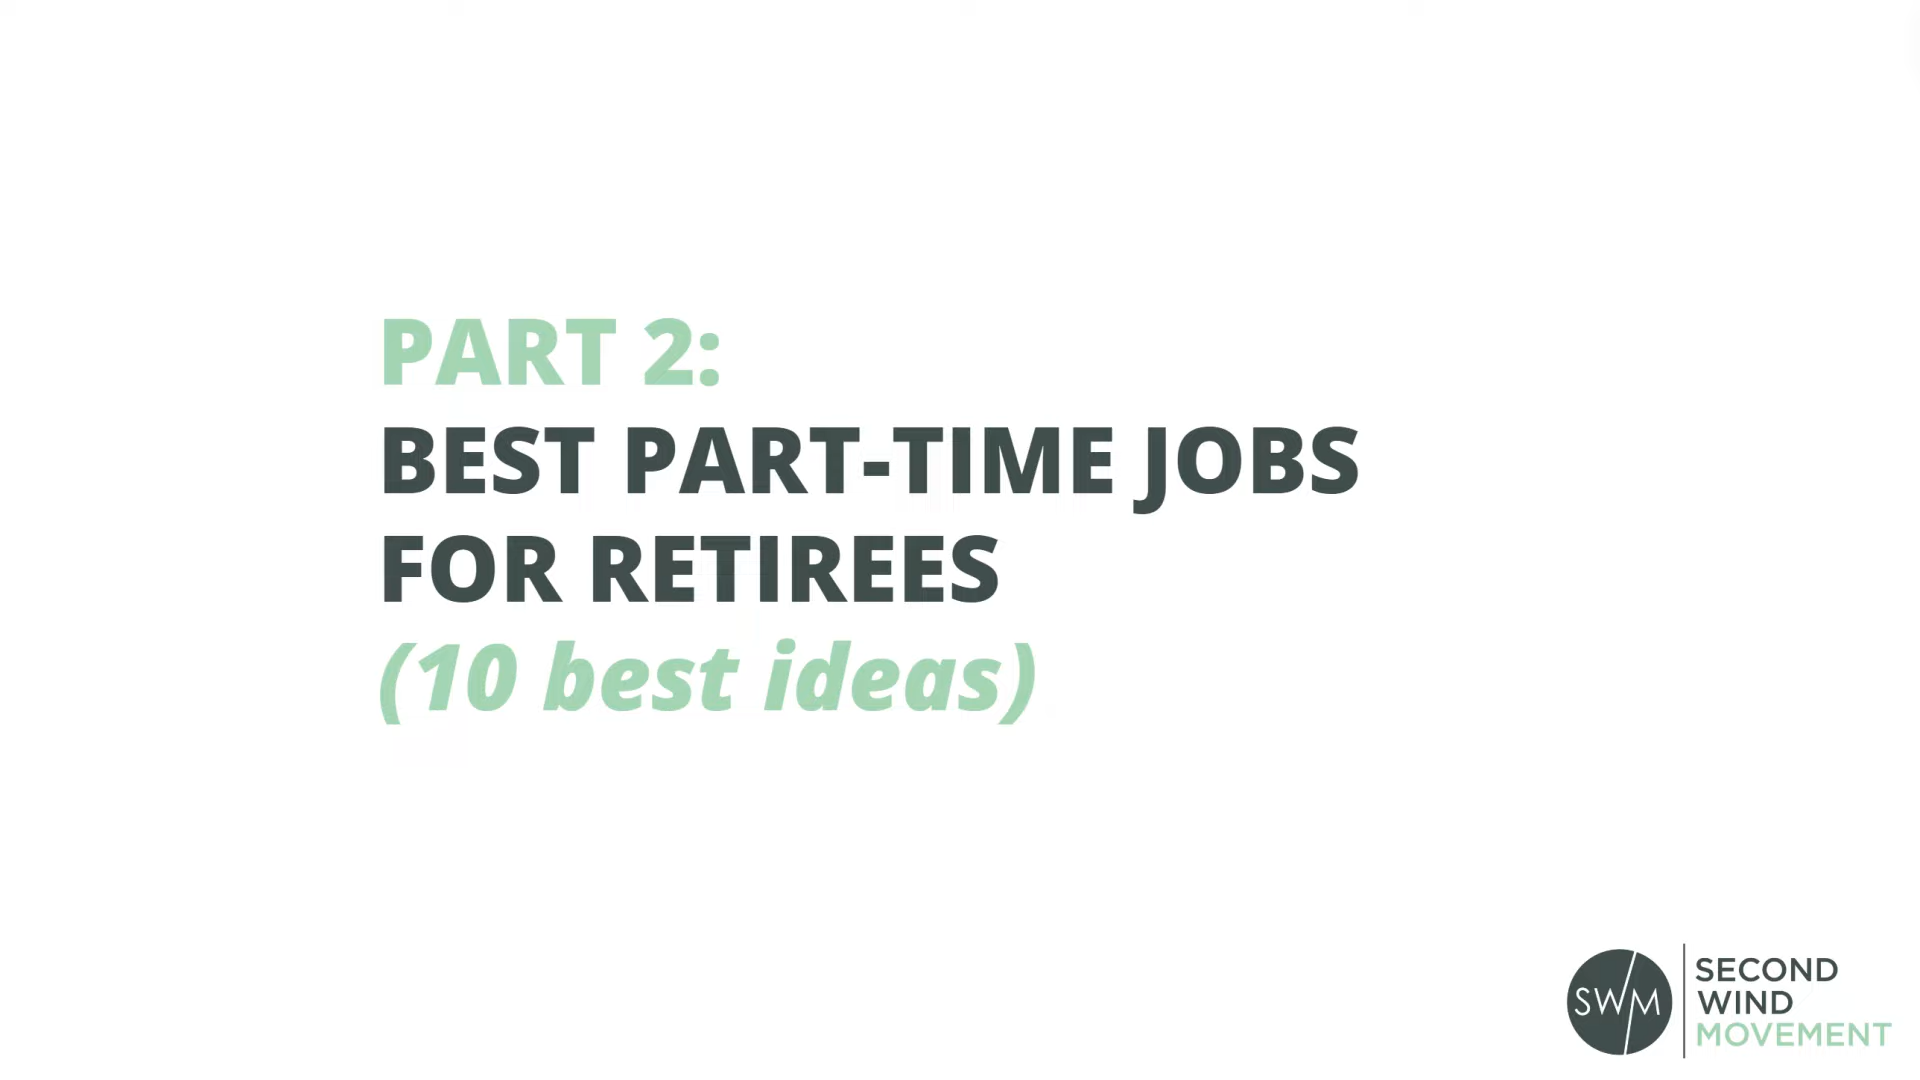 PART 2:
BEST PART-TIME JOBS
FOR RETIREES
(10 best ideas)
SWM
SECOND
WIND
MOVEMENT